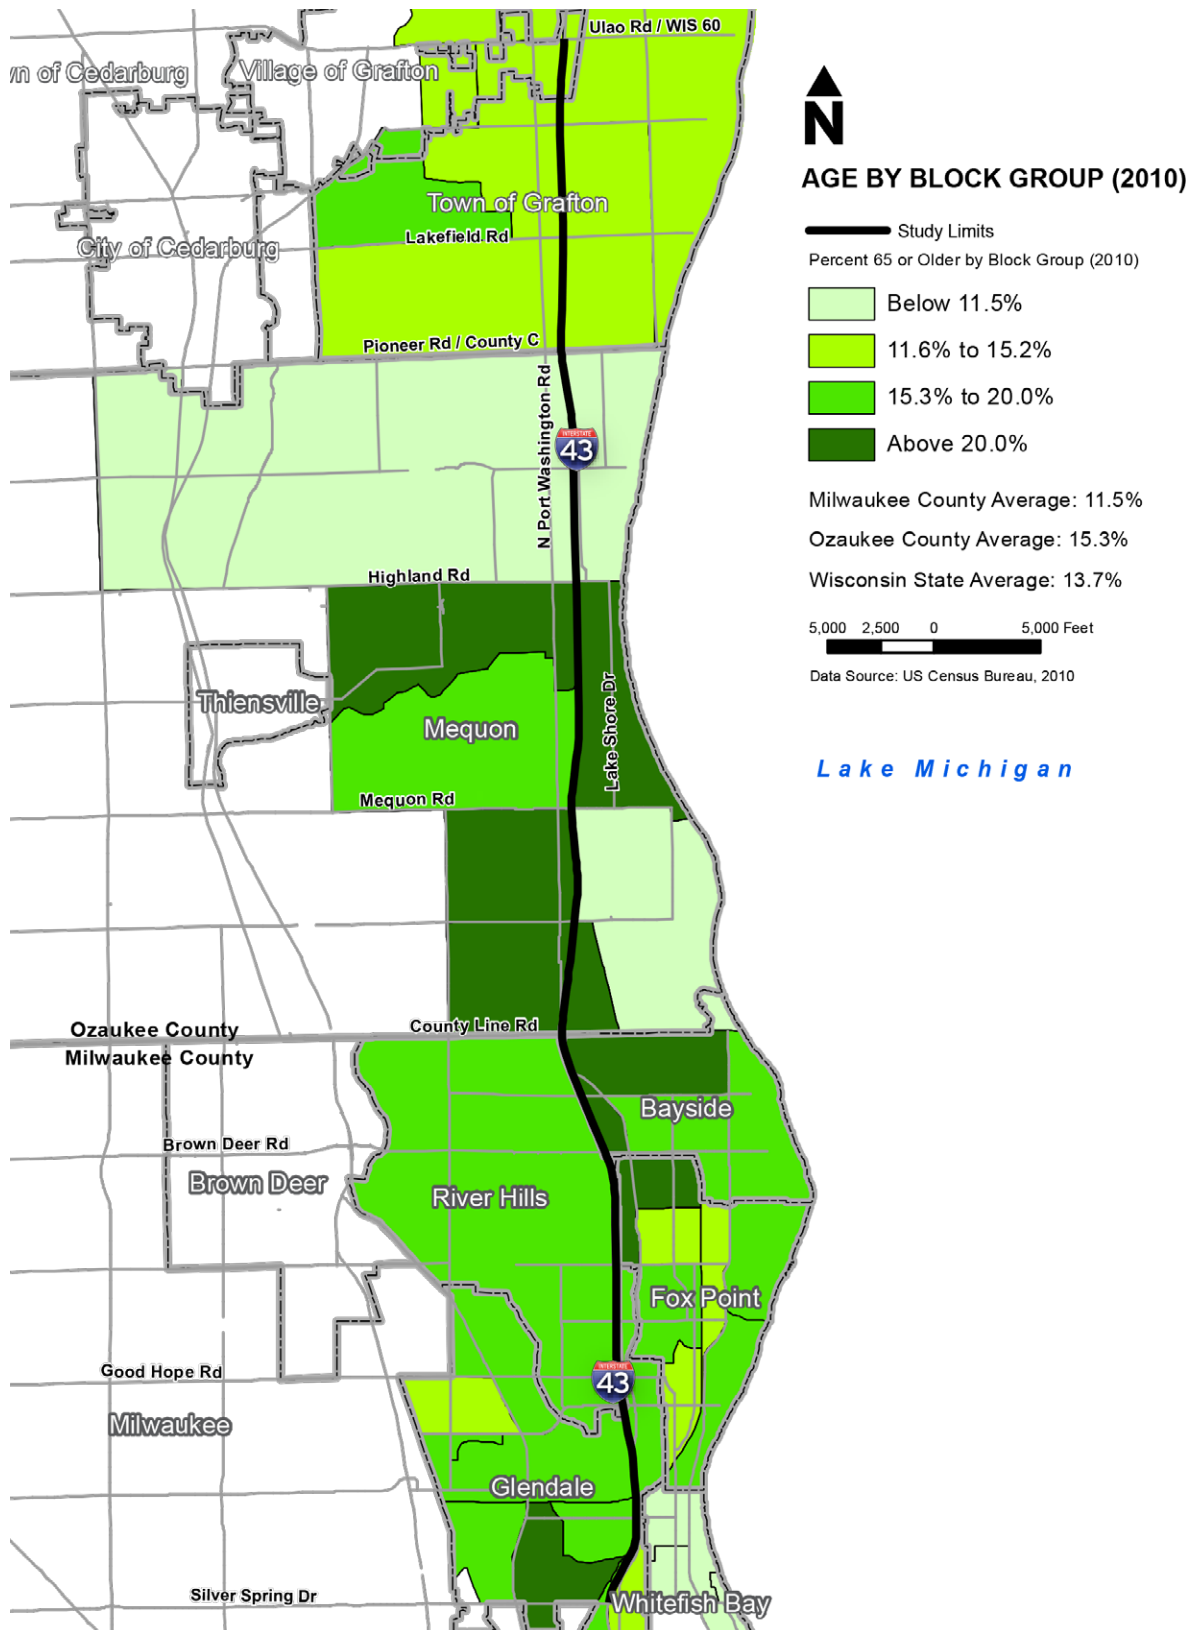 Ulao Rd / WIS 60
vn of Cedarburg
Village of Grafton
Town of Grafton
City of Cedarburg
Lakefield Rd
Pioneer Rd / County C
N Port Washington Rd
INTERSTATE
43
Highland Rd
Thiensville
Mequon
Lake Shore Dr
Mequon Rd
County Line Rd
Ozaukee County
Milwaukee County
Bayside
Brown Deer Rd
Brown Deer
River Hills
Fox Point
Good Hope Rd
INTERSTATE
43
Milwaukee
Glendale
Silver Spring Dr
Whitefish Bay
N
AGE BY BLOCK GROUP (2010)
Study Limits
Percent 65 or Older by Block Group (2010)
Below 11.5%
11.6% to 15.2%
15.3% to 20.0%
Above 20.0%
Milwaukee County Average: 11.5%
Ozaukee County Average: 15.3%
Wisconsin State Average: 13.7%
5,000 2,500 0 5,000 Feet
Data Source: US Census Bureau, 2010
Lake Michigan